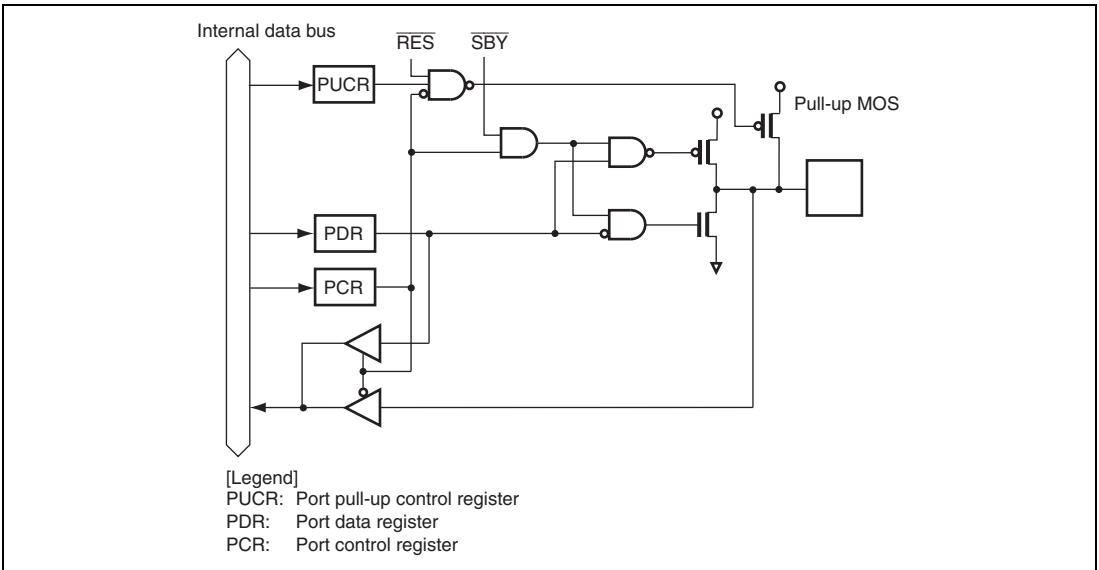 Internal data bus
RES SBY
PUCR
Pull-up MOS
PDR
PCR
[Legend]
PUCR: Port pull-up control register
PDR: Port data register
PCR: Port control register